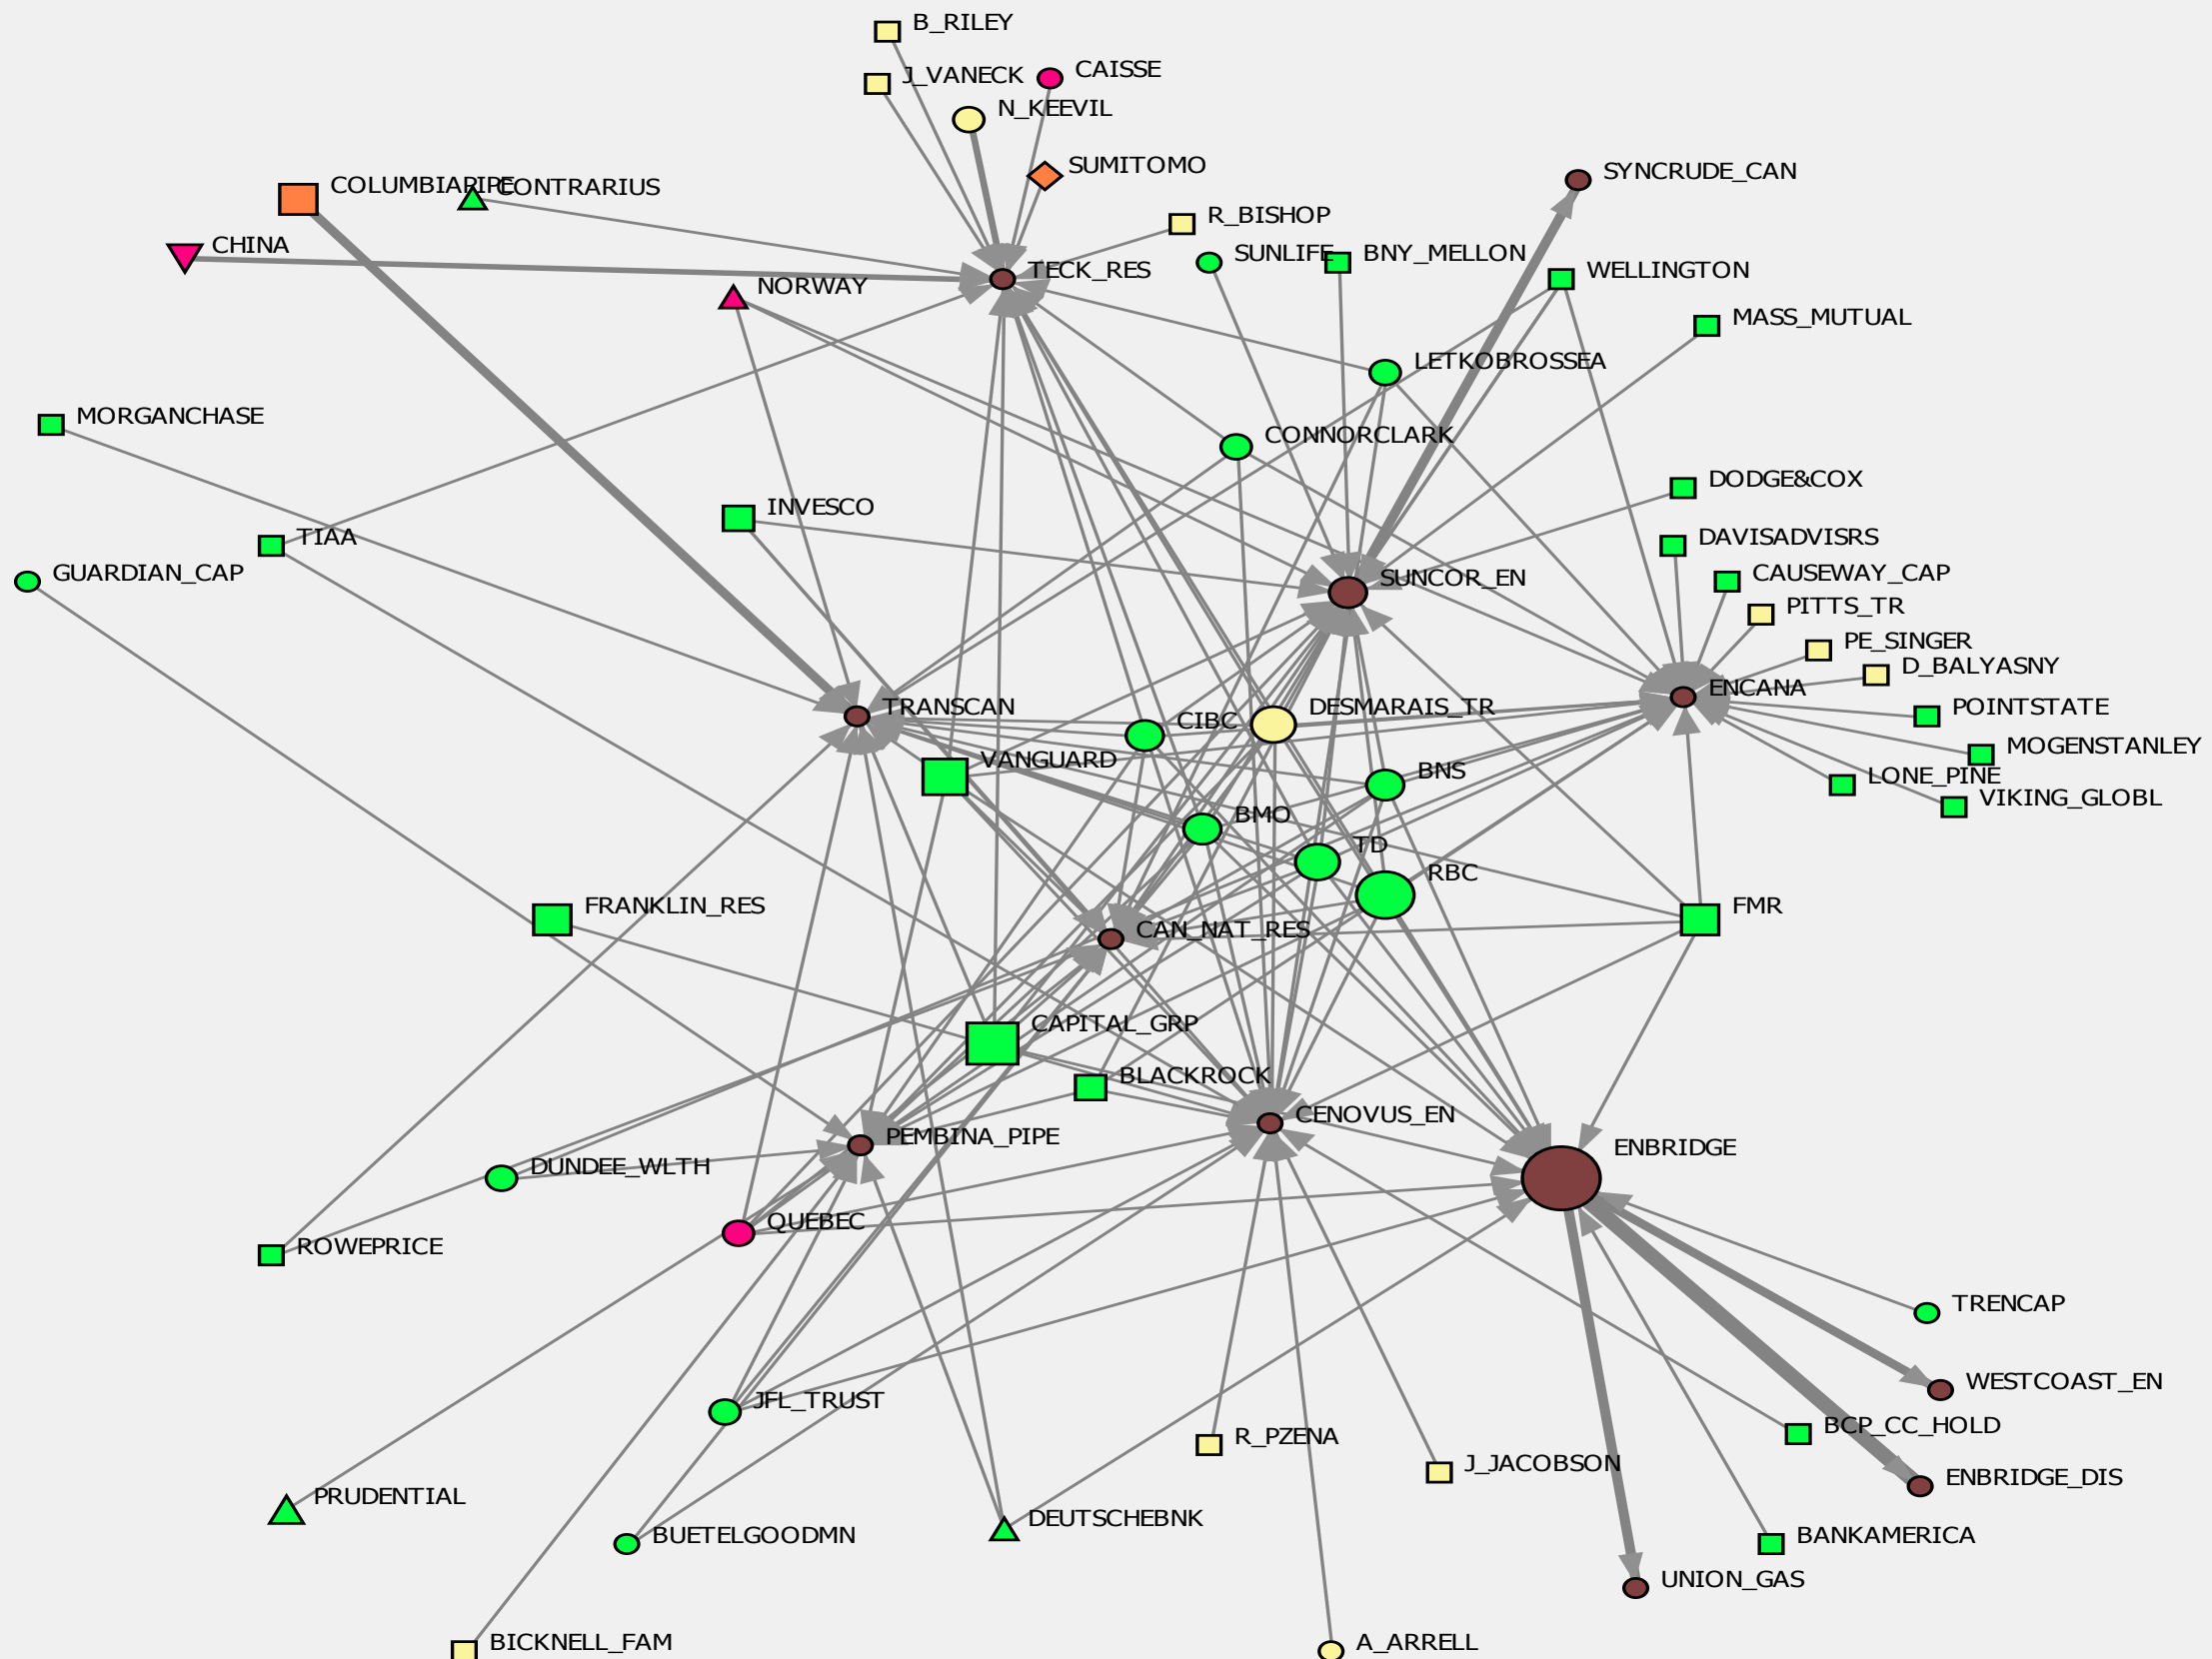 B_RILEY
J_VANECK
CAISSE
N_KEEVIL
SUMITOMO
SYNCRUDE_CAN
COLUMBIAPIPE
CONTRARIUS
R_BISHOP
CHINA
SUNLIFE
BNY_MELLON
TECK_RES
WELLINGTON
NORWAY
MASS_MUTUAL
LETKOBROSSEA
MORGANCHASE
CONNORCLARK
DODGE&COX
INVESCO
TIAA
DAVISADVISRS
GUARDIAN_CAP
SUNCOR_EN
CAUSEWAY_CAP
PITTS_TR
PE_SINGER
D_BALYASNY
ENCANA
TRANSCAN
CIBC
DESMARAIS_TR
POINTSTATE
MOGENSTANLEY
VANGUARD
BNS
LONE_PINE
VIKING_GLOBL
BMO
TD
RBC
FRANKLIN_RES
FMR
CAN_NAT_RES
CAPITAL_GRP
BLACKROCK
CENOVUS_EN
PEMBINA_PIPE
ENBRIDGE
DUNDEE_WLTH
QUEBEC
ROWEPRICE
TRENCAP
WESTCOAST_EN
JFL_TRUST
BCP_CC_HOLD
R_PZENA
J_JACOBSON
ENBRIDGE_DIS
PRUDENTIAL
DEUTSCHEBNK
BUETELGOODMN
BANKAMERICA
UNION_GAS
BICKNELL_FAM
A_ARRELL